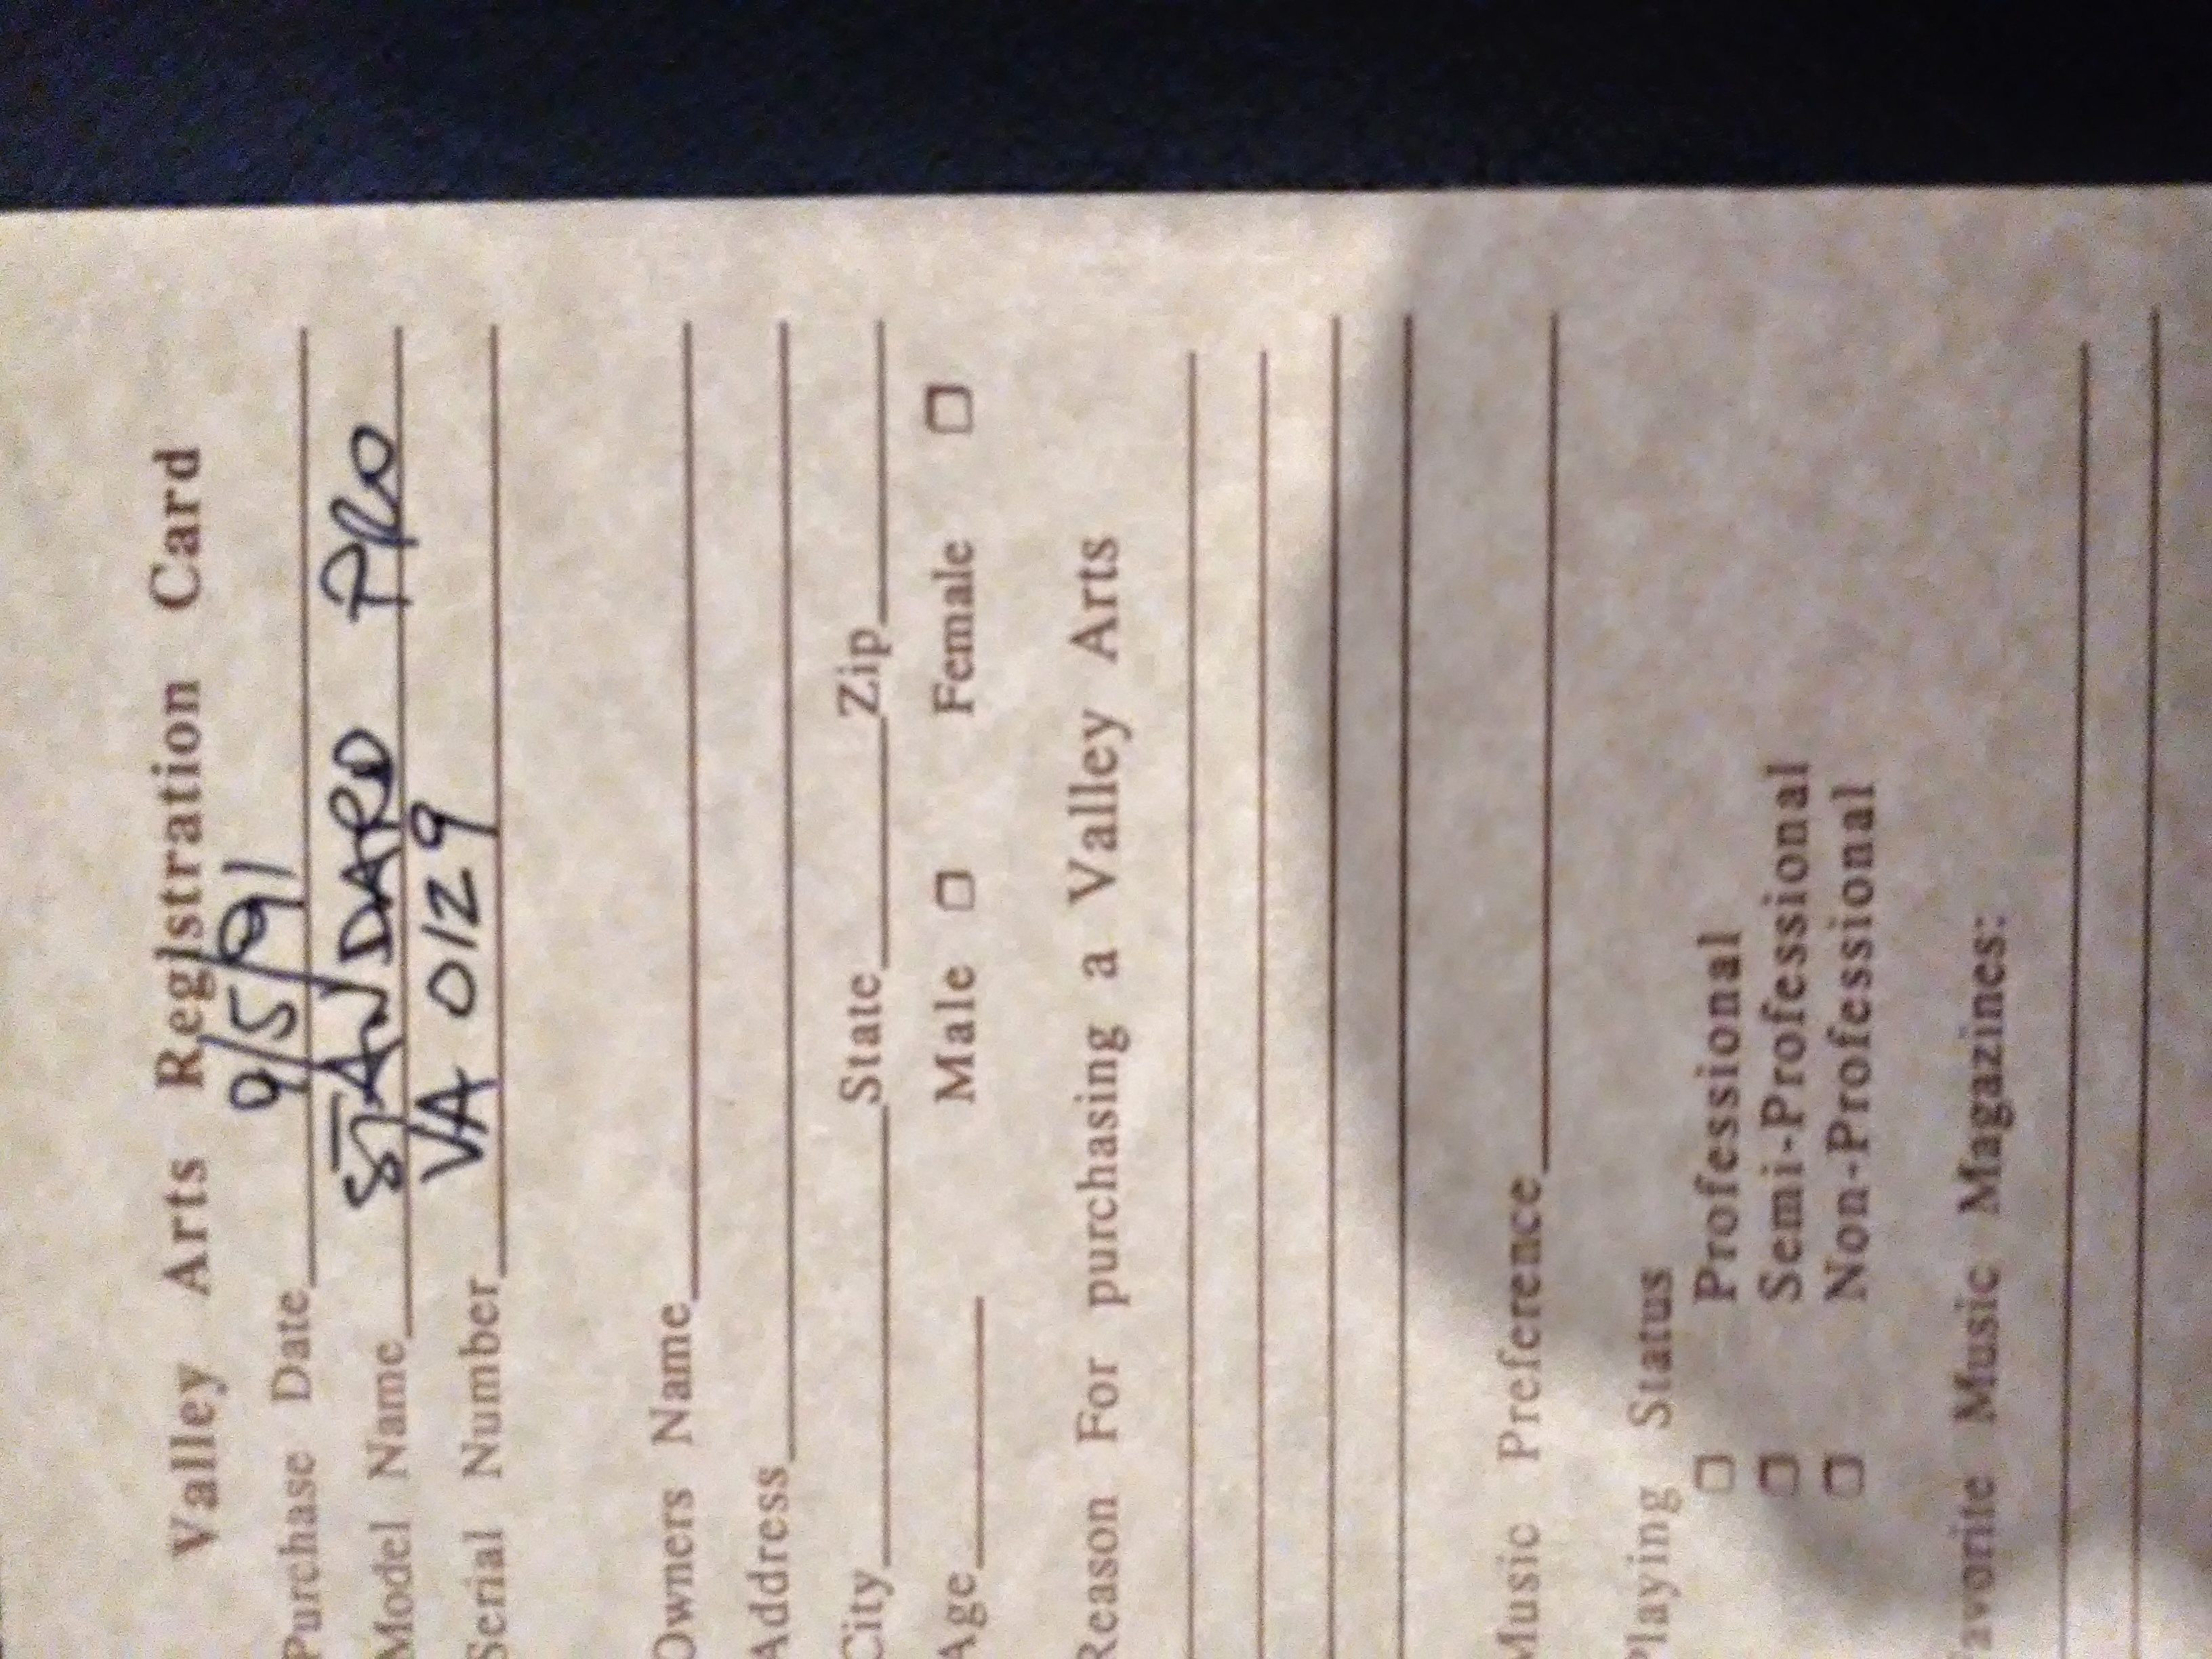 Valley Arts Registration Card
Purchase Date 9/5/91
Model Name STANDARD PRO
Serial Number VA 0129
Owners Name
Address
City State Zip
Age Male Female
Reason For purchasing a Valley Arts
Music Preference
Playing Status
Professional
Semi-Professional
Non-Professional
Favorite Music Magazines: